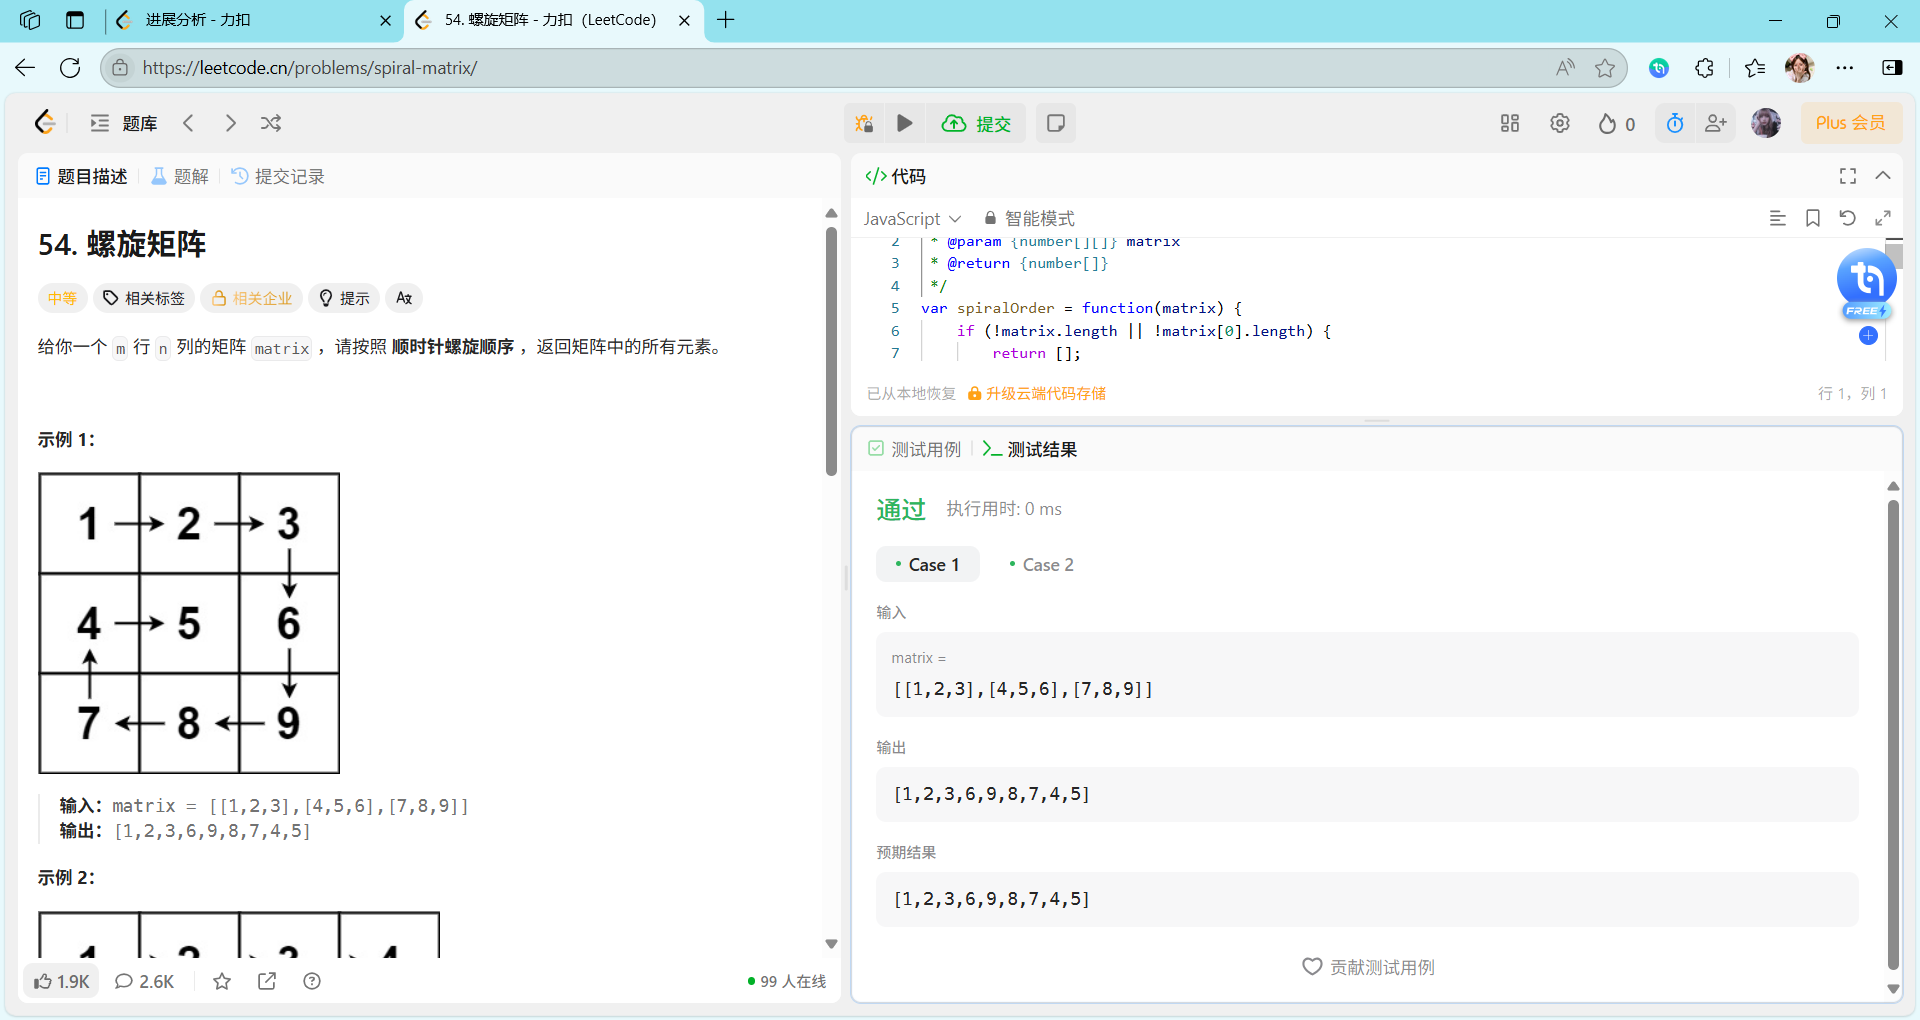 进展分析 - 力扣
54. 螺旋矩阵 - 力扣 (LeetCode)
https://leetcode.cn/problems/spiral-matrix/
题库
提交
0
Plus 会员
题目描述
题解
提交记录
54. 螺旋矩阵
中等
相关标签
相关企业
提示
给你一个 m 行 n 列的矩阵 matrix ，请按照 顺时针螺旋顺序 ，返回矩阵中的所有元素。
示例 1：
1 2 3
4 5 6
7 8 9
输入：matrix = [[1,2,3],[4,5,6],[7,8,9]]
输出：[1,2,3,6,9,8,7,4,5]
示例 2：
1 2 3 4
1.9K
2.6K
99 人在线
</> 代码
JavaScript
智能模式
2 * @param {number[][]} matrix
3 * @return {number[]}
4 */
5 var spiralOrder = function(matrix) {
6 if (!matrix.length || !matrix[0].length) {
7 return [];
FREE
已从本地恢复
升级云端代码存储
行 1，列 1
测试用例
测试结果
通过
执行用时: 0 ms
Case 1
Case 2
输入
matrix =
[[1,2,3],[4,5,6],[7,8,9]]
输出
[1,2,3,6,9,8,7,4,5]
预期结果
[1,2,3,6,9,8,7,4,5]
贡献测试用例